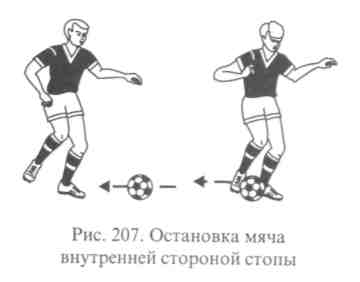 Рис. 207. Остановка мяча
внутренней стороной стопы